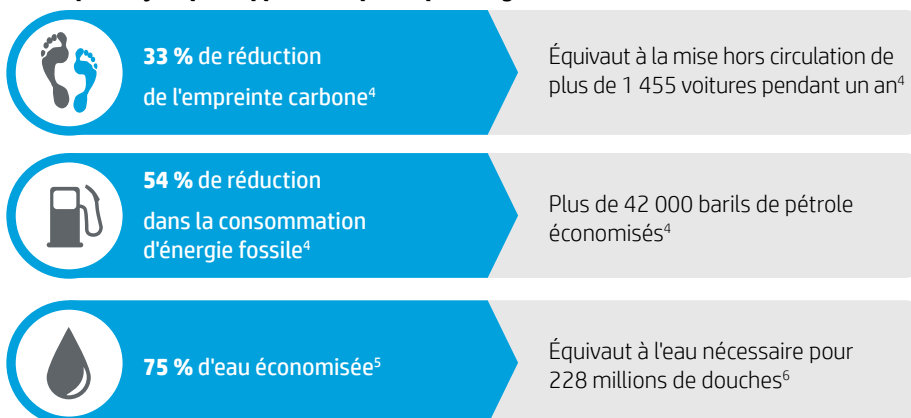 33 % de réduction
de l'empreinte carbone⁴
Équivaut à la mise hors circulation de
plus de 1 455 voitures pendant un an⁴
54 % de réduction
dans la consommation
d'énergie fossile⁴
Plus de 42 000 barils de pétrole
économisés⁴
75 % d'eau économisée⁵
Équivaut à l'eau nécessaire pour
228 millions de douches⁶